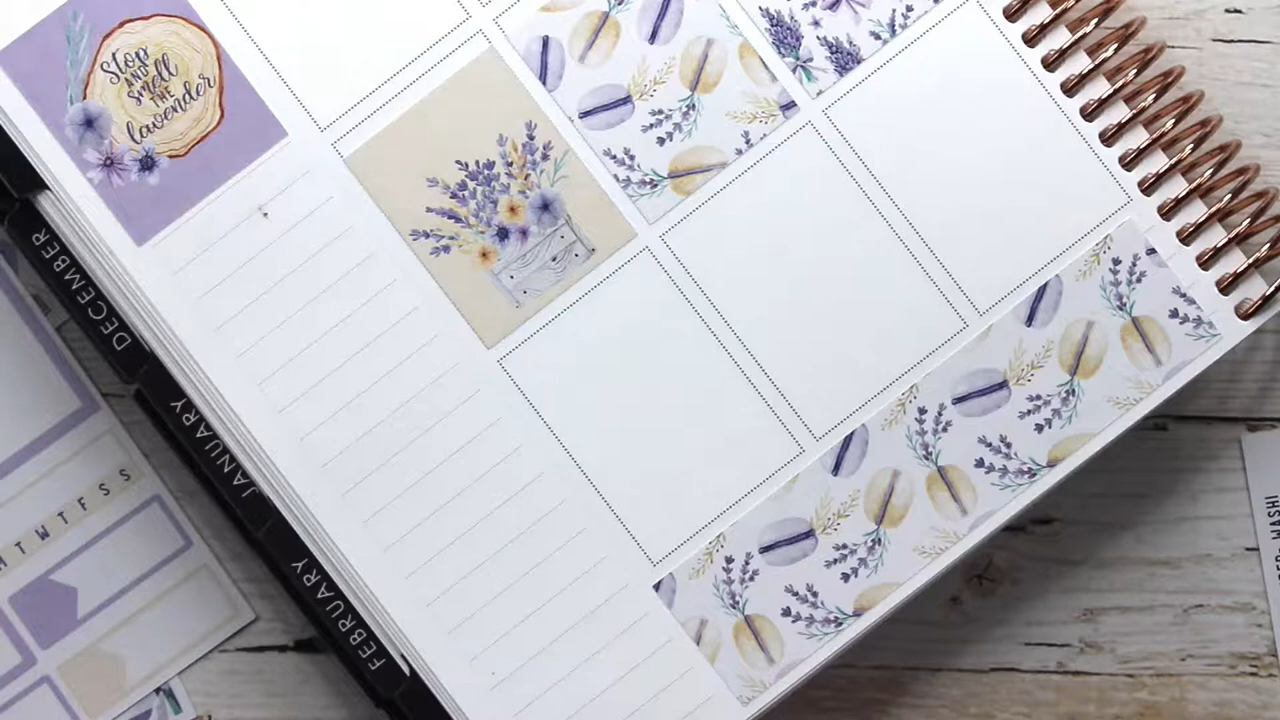 Stop
AND
smell
THE
lavender
DECEMBER
JANUARY
FEBRUARY
T W T F S S
WASHI